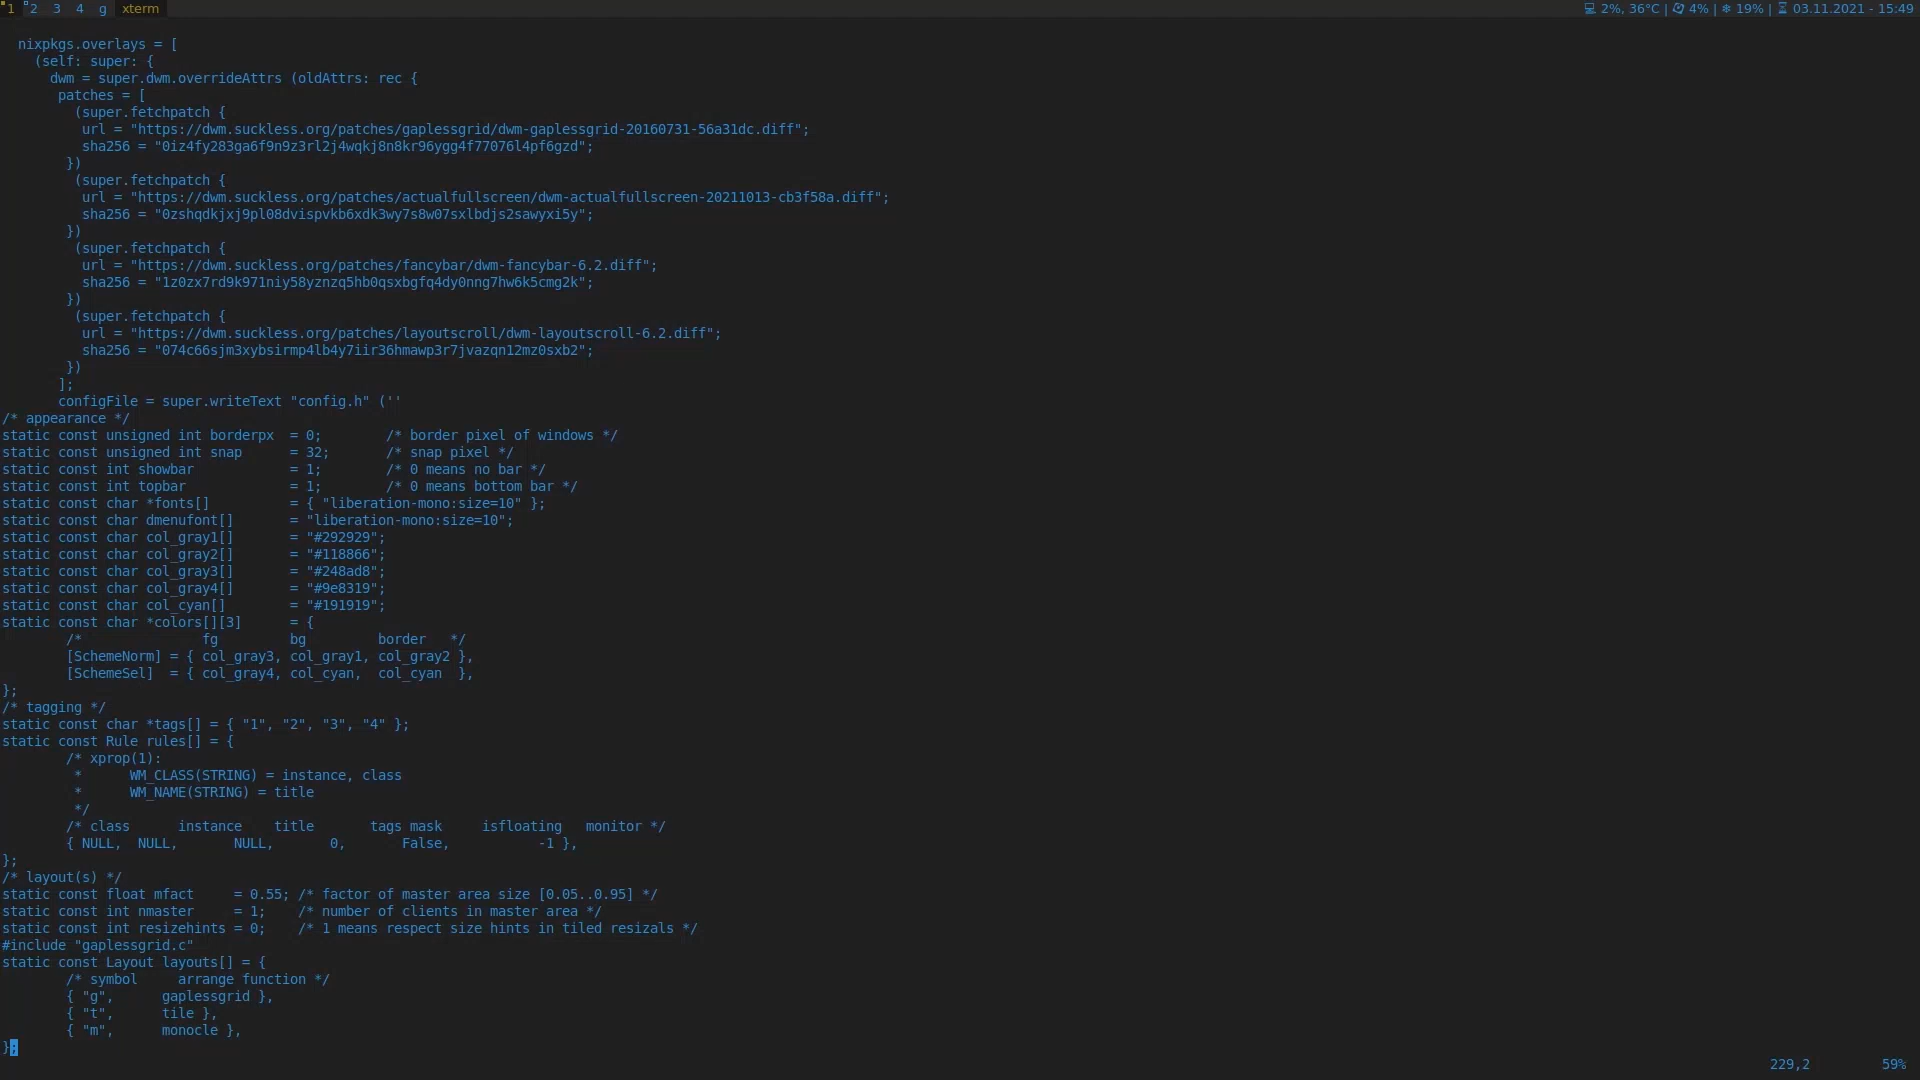 1 2 3 4 g xterm 2%, 36°C | 4% | ❄ 19% | 03.11.2021 - 15:49
nixpkgs.overlays = [
(self: super: {
dwm = super.dwm.overrideAttrs (oldAttrs: rec {
patches = [
(super.fetchpatch {
url = "https://dwm.suckless.org/patches/gaplessgrid/dwm-gaplessgrid-20160731-56a31dc.diff";
sha256 = "0iz4fy283ga6f9n9z3rl2j4wqkj8n8kr96ygg4f77076l4pf6gzd";
})
(super.fetchpatch {
url = "https://dwm.suckless.org/patches/actualfullscreen/dwm-actualfullscreen-20211013-cb3f58a.diff";
sha256 = "0zshqdkjxj9pl08dvispvkb6xdk3wy7s8w07sxlbdjs2sawyxi5y";
})
(super.fetchpatch {
url = "https://dwm.suckless.org/patches/fancybar/dwm-fancybar-6.2.diff";
sha256 = "1z0zx7rd9k971niy58yznzq5hb0qsxbgfq4dy0nng7hw6k5cmg2k";
})
(super.fetchpatch {
url = "https://dwm.suckless.org/patches/layoutscroll/dwm-layoutscroll-6.2.diff";
sha256 = "074c66sjm3xybsirmp4lb4y7iir36hmawp3r7jvazqn12mz0sxb2";
})
];
configFile = super.writeText "config.h" (''
/* appearance */
static const unsigned int borderpx  = 0;        /* border pixel of windows */
static const unsigned int snap      = 32;       /* snap pixel */
static const int showbar            = 1;        /* 0 means no bar */
static const int topbar             = 1;        /* 0 means bottom bar */
static const char *fonts[]          = { "liberation-mono:size=10" };
static const char dmenufont[]       = "liberation-mono:size=10";
static const char col_gray1[]       = "#292929";
static const char col_gray2[]       = "#118866";
static const char col_gray3[]       = "#248ad8";
static const char col_gray4[]       = "#9e8319";
static const char col_cyan[]        = "#191919";
static const char *colors[][3]      = {
/*               fg         bg         border   */
[SchemeNorm] = { col_gray3, col_gray1, col_gray2 },
[SchemeSel]  = { col_gray4, col_cyan,  col_cyan  },
};
/* tagging */
static const char *tags[] = { "1", "2", "3", "4" };
static const Rule rules[] = {
/* xprop(1):
*      WM_CLASS(STRING) = instance, class
*      WM_NAME(STRING) = title
*/
/* class      instance    title       tags mask     isfloating   monitor */
{ NULL,  NULL,       NULL,       0,       False,           -1 },
};
/* layout(s) */
static const float mfact     = 0.55; /* factor of master area size [0.05..0.95] */
static const int nmaster     = 1;    /* number of clients in master area */
static const int resizehints = 0;    /* 1 means respect size hints in tiled resizals */
#include "gaplessgrid.c"
static const Layout layouts[] = {
/* symbol     arrange function */
{ "g",      gaplessgrid },
{ "t",      tile },
{ "m",      monocle },
};
229,2 59%